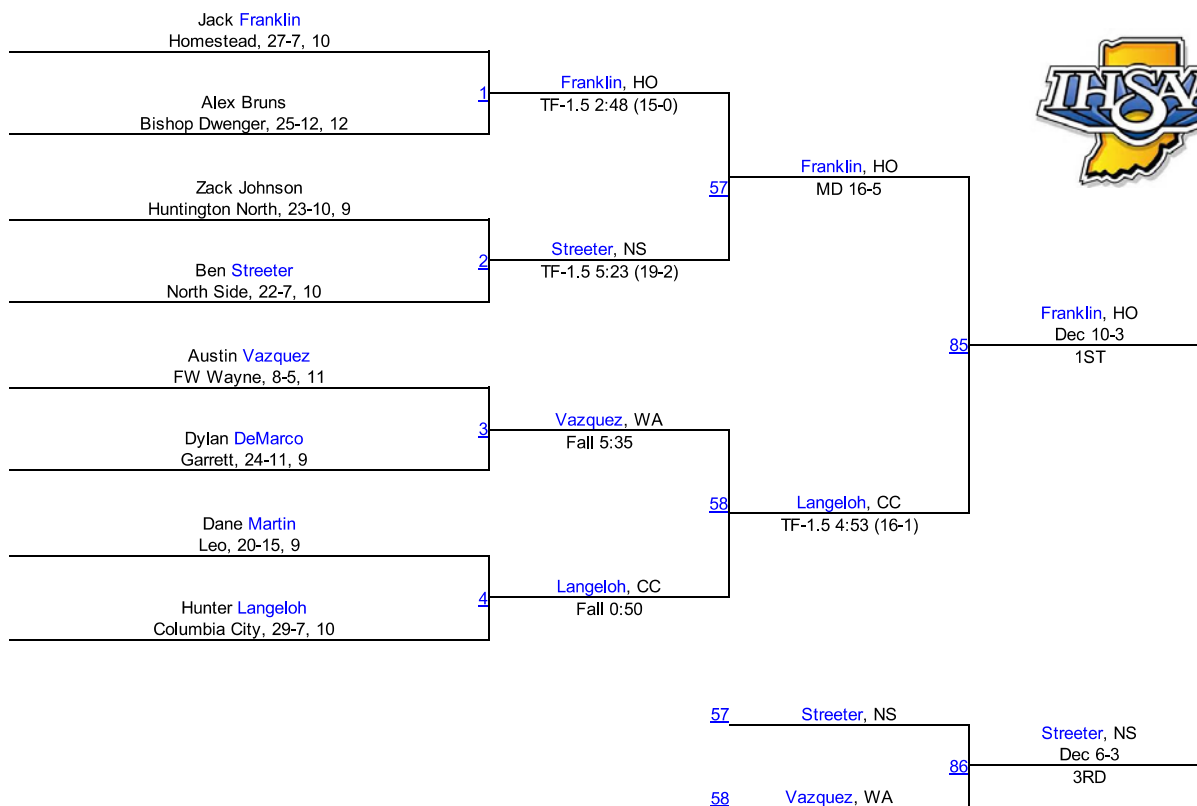 Jack Franklin
Homestead, 27-7, 10
1
Franklin, HO
TF-1.5 2:48 (15-0)
Alex Bruns
Bishop Dwenger, 25-12, 12
IHSAA
57
Franklin, HO
MD 16-5
Zack Johnson
Huntington North, 23-10, 9
2
Streeter, NS
TF-1.5 5:23 (19-2)
Ben Streeter
North Side, 22-7, 10
85
Franklin, HO
Dec 10-3
1ST
Austin Vazquez
FW Wayne, 8-5, 11
3
Vazquez, WA
Fall 5:35
Dylan DeMarco
Garrett, 24-11, 9
58
Langeloh, CC
TF-1.5 4:53 (16-1)
Dane Martin
Leo, 20-15, 9
4
Langeloh, CC
Fall 0:50
Hunter Langeloh
Columbia City, 29-7, 10
57
Streeter, NS
86
Streeter, NS
Dec 6-3
3RD
58
Vazquez, WA